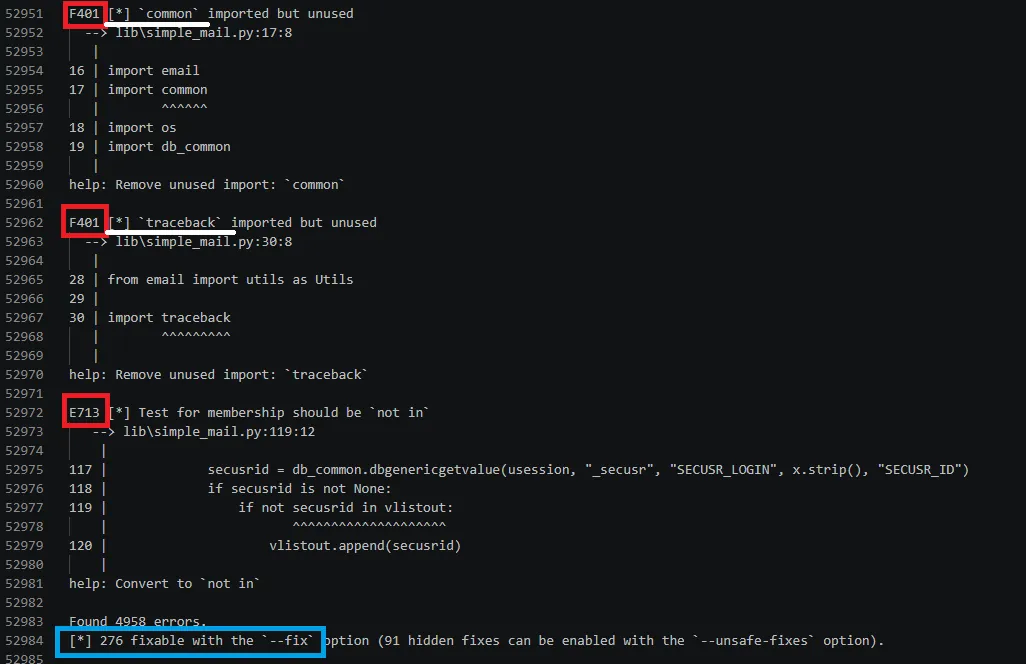 52951 F401 [*] `common` imported but unused
52952 --> lib\simple_mail.py:17:8
52953 |
52954 16 | import email
52955 17 | import common
52956 | ^^^^^^
52957 18 | import os
52958 19 | import db_common
52959 |
52960 help: Remove unused import: `common`
52961
52962 F401 [*] `traceback` imported but unused
52963 --> lib\simple_mail.py:30:8
52964 |
52965 28 | from email import utils as Utils
52966 29 |
52967 30 | import traceback
52968 | ^^^^^^^^^
52969 |
52970 help: Remove unused import: `traceback`
52971
52972 E713 [*] Test for membership should be `not in`
52973 --> lib\simple_mail.py:119:12
52974 |
52975 117 | secusrid = db_common.dbgenericgetvalue(usession, "_secusr", "SECUSR_LOGIN", x.strip(), "SECUSR_ID")
52976 118 | if secusrid is not None:
52977 119 | if not secusrid in vlistout:
52978 | ^^^^^^^^^^^^^^^^^^^^
52979 120 | vlistout.append(secusrid)
52980 |
52981 help: Convert to `not in`
52982
52983 Found 4958 errors.
52984 [*] 276 fixable with the `--fix` option (91 hidden fixes can be enabled with the `--unsafe-fixes` option).
52985